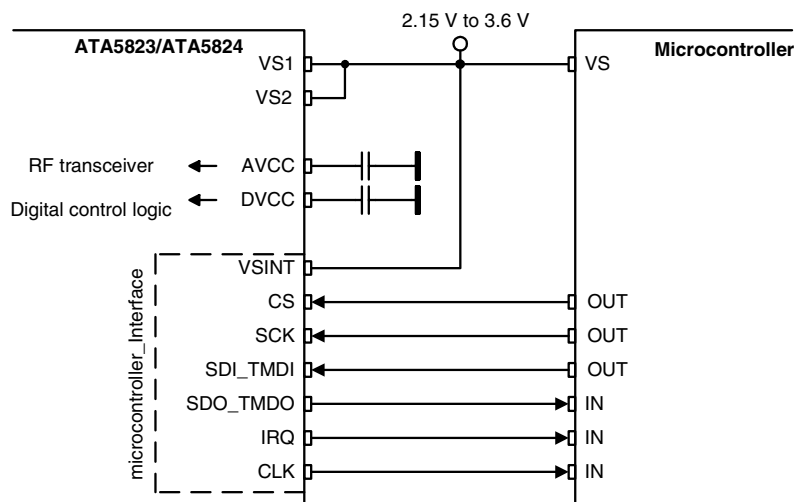 2.15 V to 3.6 V
ATA5823/ATA5824
Microcontroller
VS1
VS
VS2
RF transceiver
AVCC
Digital control logic
DVCC
microcontroller_Interface
VSINT
CS
OUT
SCK
OUT
SDI_TMDI
OUT
SDO_TMDO
IN
IRQ
IN
CLK
IN